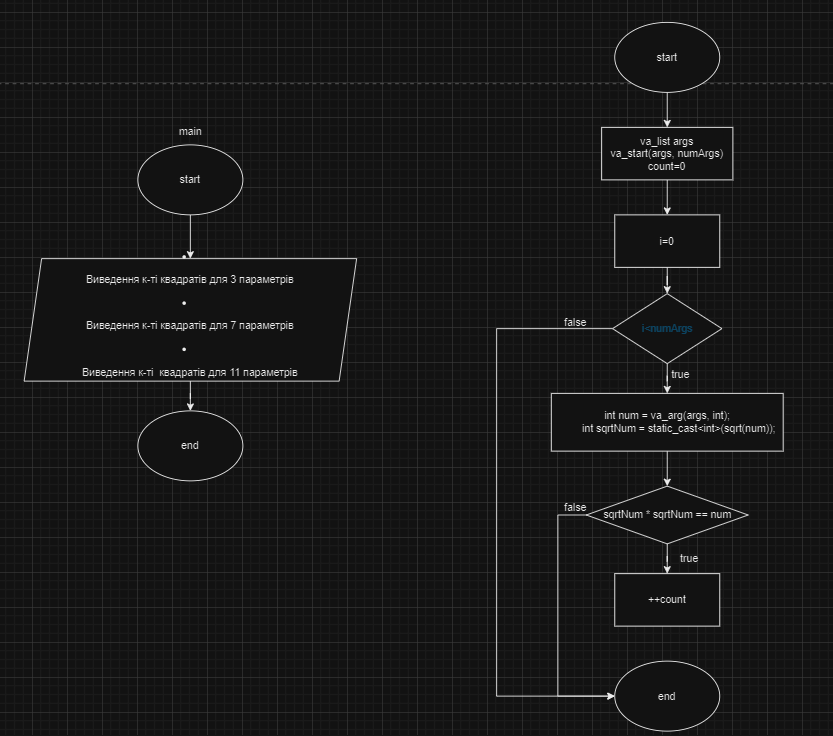 main
start
Виведення к-ті квадратів для 3 параметрів
Виведення к-ті квадратів для 7 параметрів
Виведення к-ті квадратів для 11 параметрів
end
start
va_list args
va_start(args, numArgs)
count=0
i=0
i<numArgs
false
true
int num = va_arg(args, int);
int sqrtNum = static_cast<int>(sqrt(num));
sqrtNum * sqrtNum == num
false
true
++count
end